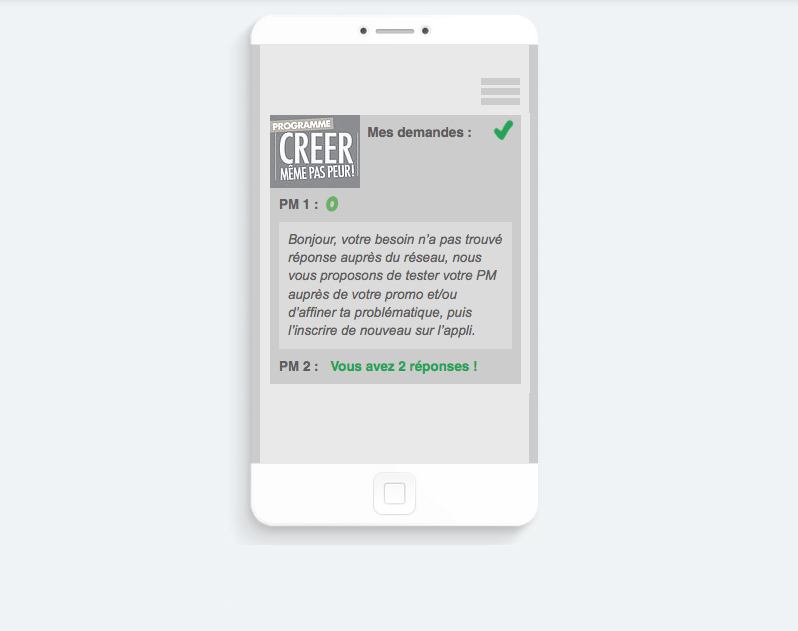 PROGRAMME
CREER
MÊME PAS PEUR!
Mes demandes :
PM 1 : 0
Bonjour, votre besoin n’a pas trouvé
réponse auprès du réseau, nous
vous proposons de tester votre PM
auprès de votre promo et/ou
d’affiner ta problématique, puis
l’inscrire de nouveau sur l’appli.
PM 2 : Vous avez 2 réponses !